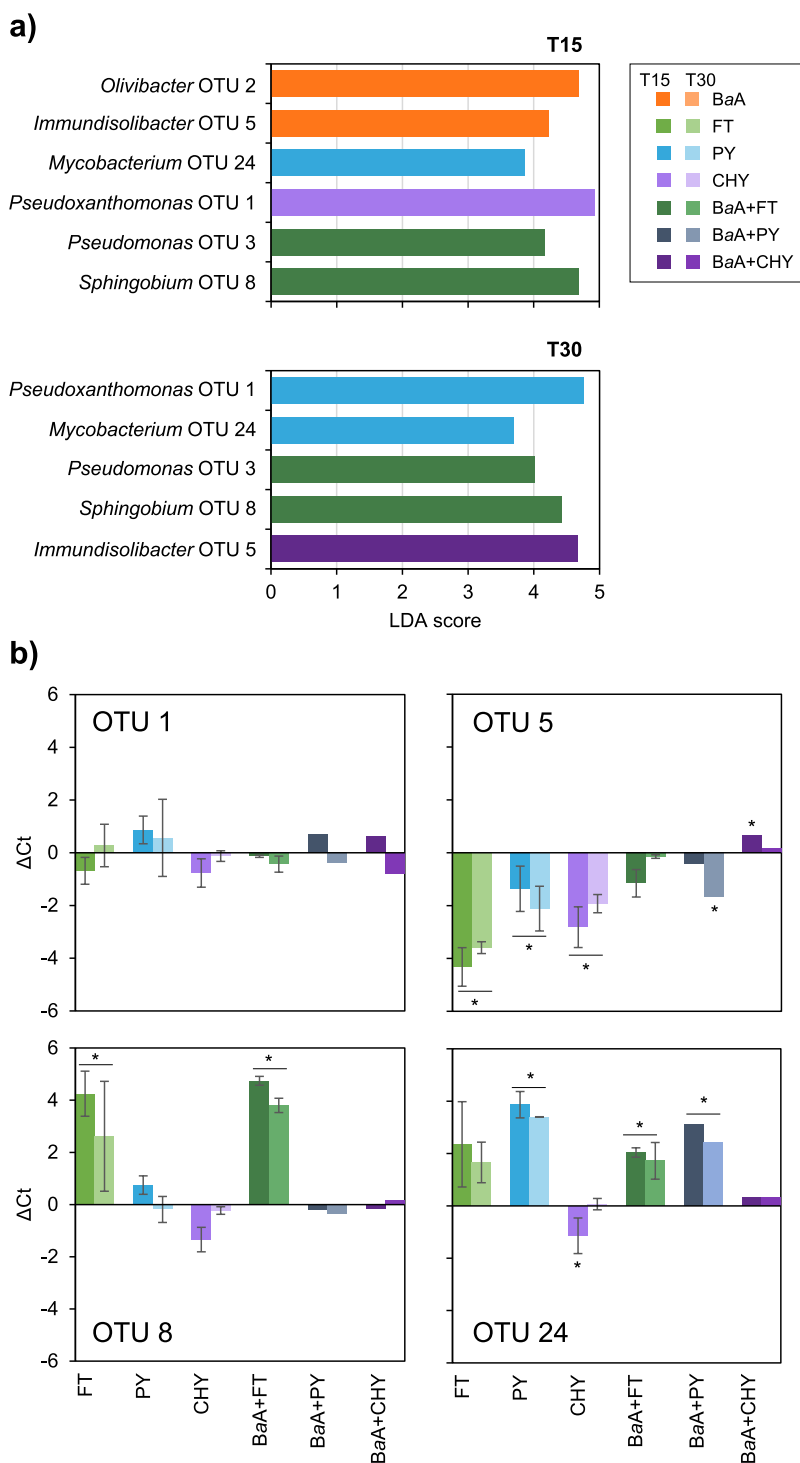 a)
T15
Olivibacter OTU 2
Immundisolibacter OTU 5
Mycobacterium OTU 24
Pseudoxanthomonas OTU 1
Pseudomonas OTU 3
Sphingobium OTU 8
T15 T30
BaA
FT
PY
CHY
BaA+FT
BaA+PY
BaA+CHY
T30
Pseudoxanthomonas OTU 1
Mycobacterium OTU 24
Pseudomonas OTU 3
Sphingobium OTU 8
Immundisolibacter OTU 5
0 1 2 3 4 5
LDA score
b)
6
4
2
0
-2
-4
-6
ΔCt
OTU 1
OTU 5
*
*
*
*
*
6
4
2
0
-2
-4
-6
ΔCt
OTU 8
*
*
OTU 24
*
*
*
*
FT PY CHY BaA+FT BaA+PY BaA+CHY
FT PY CHY BaA+FT BaA+PY BaA+CHY